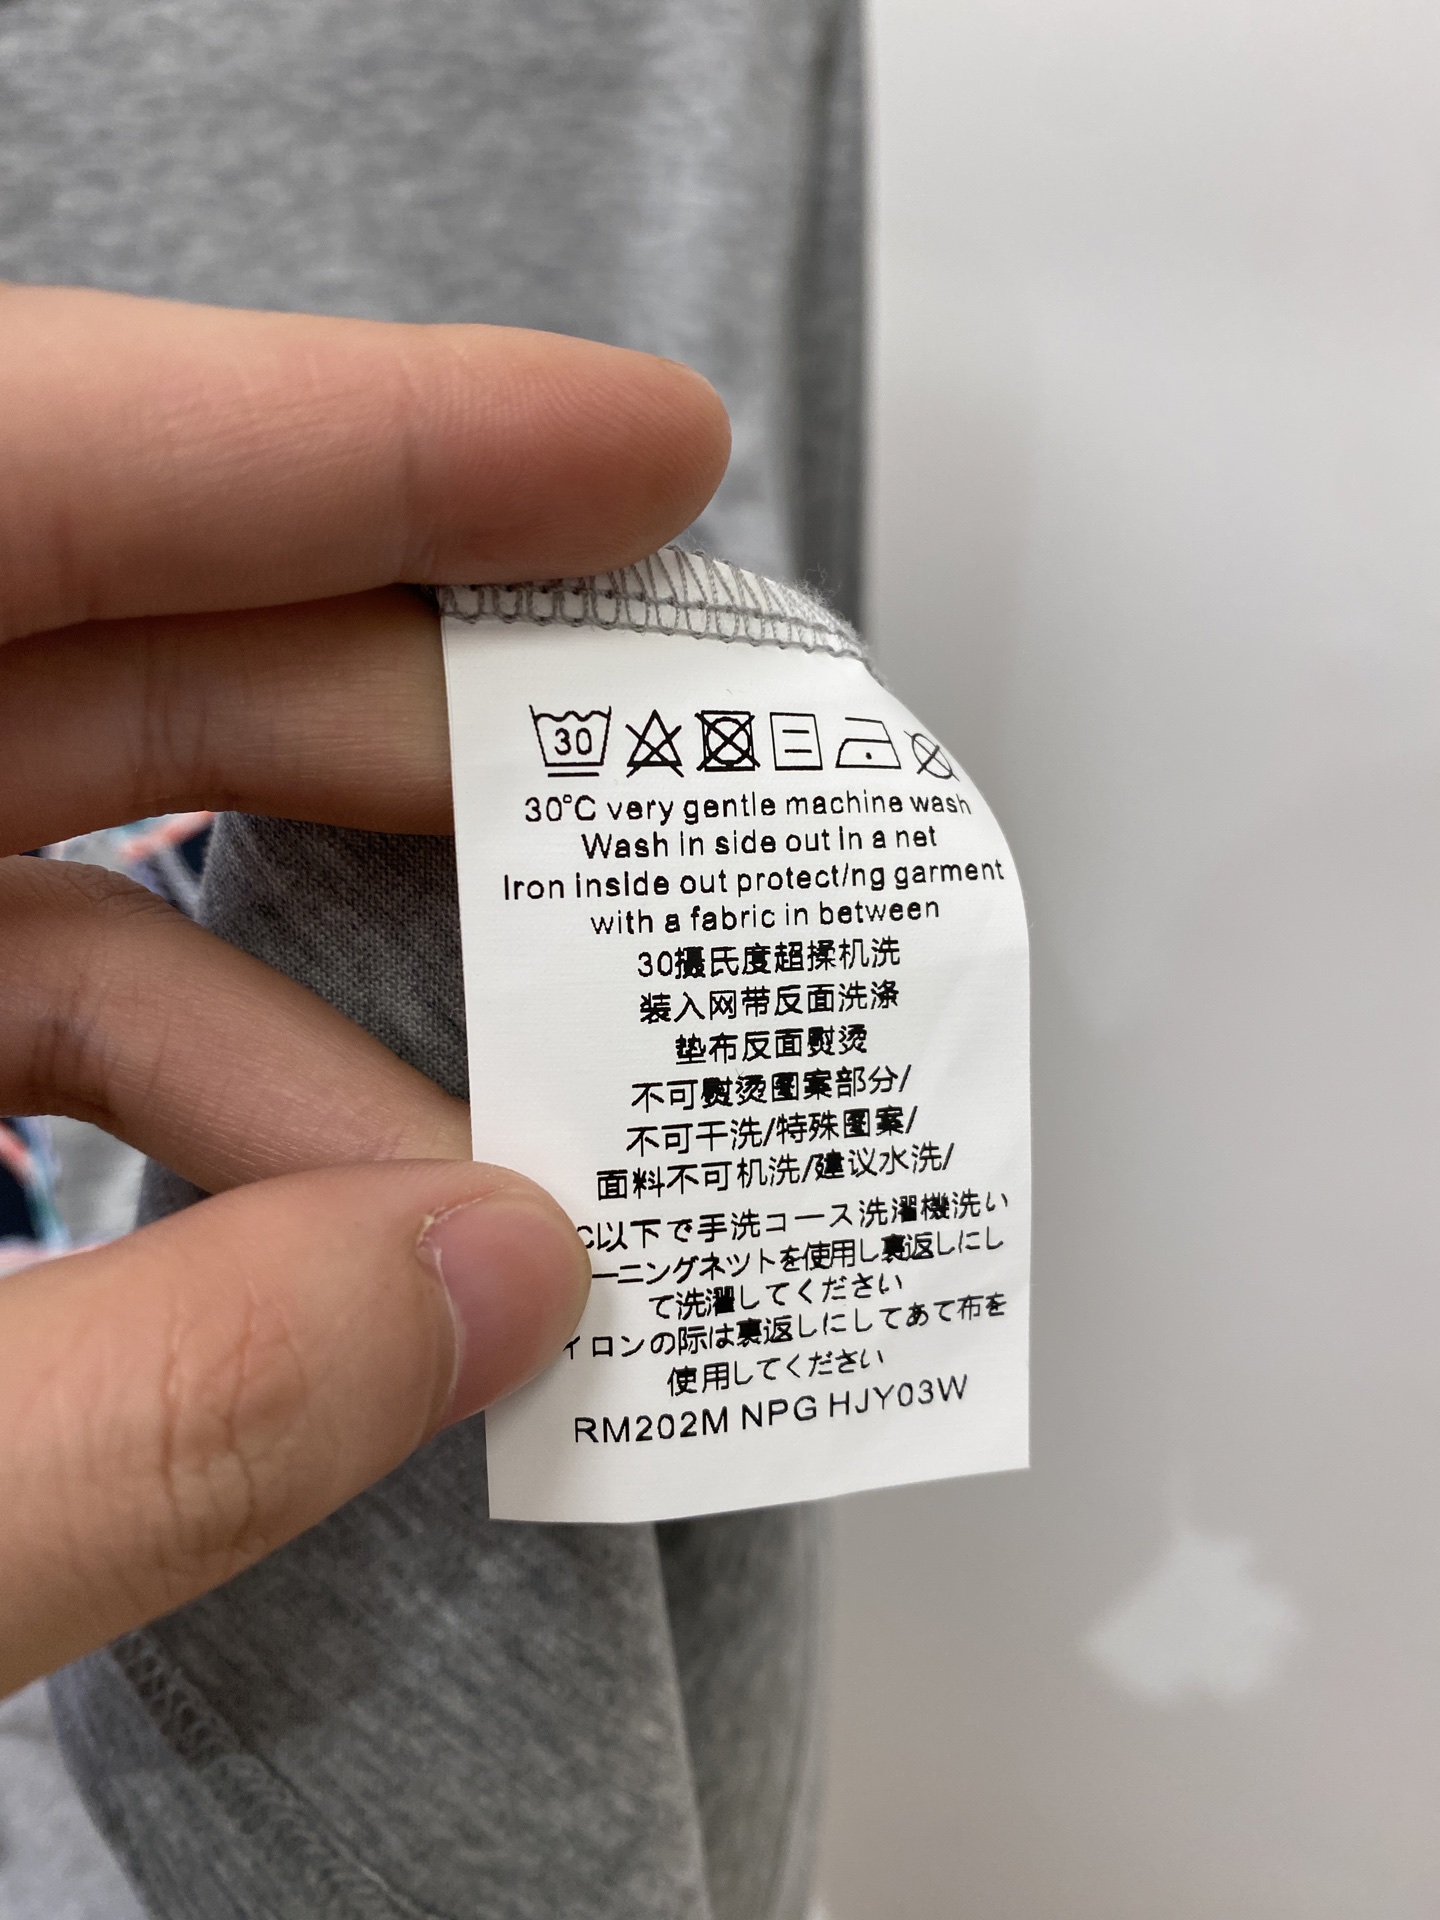 30
30°C very gentle machine wash
Wash in side out In a net
Iron inside out protect/ng garment
with a fabric in between
30摄氏度超揉机洗
装入网带反面洗涤
垫布反面熨烫
不可熨烫图案部分/
不可干洗/特殊图案/
面料不可机洗/建议水洗/
C以下で手洗コース洗濯機洗い
ーニングネットを使用し裏返しにし
て洗濯してください
イロンの际は裏返しにしてあて布を
使用してください
RM202M NPG HJY03W